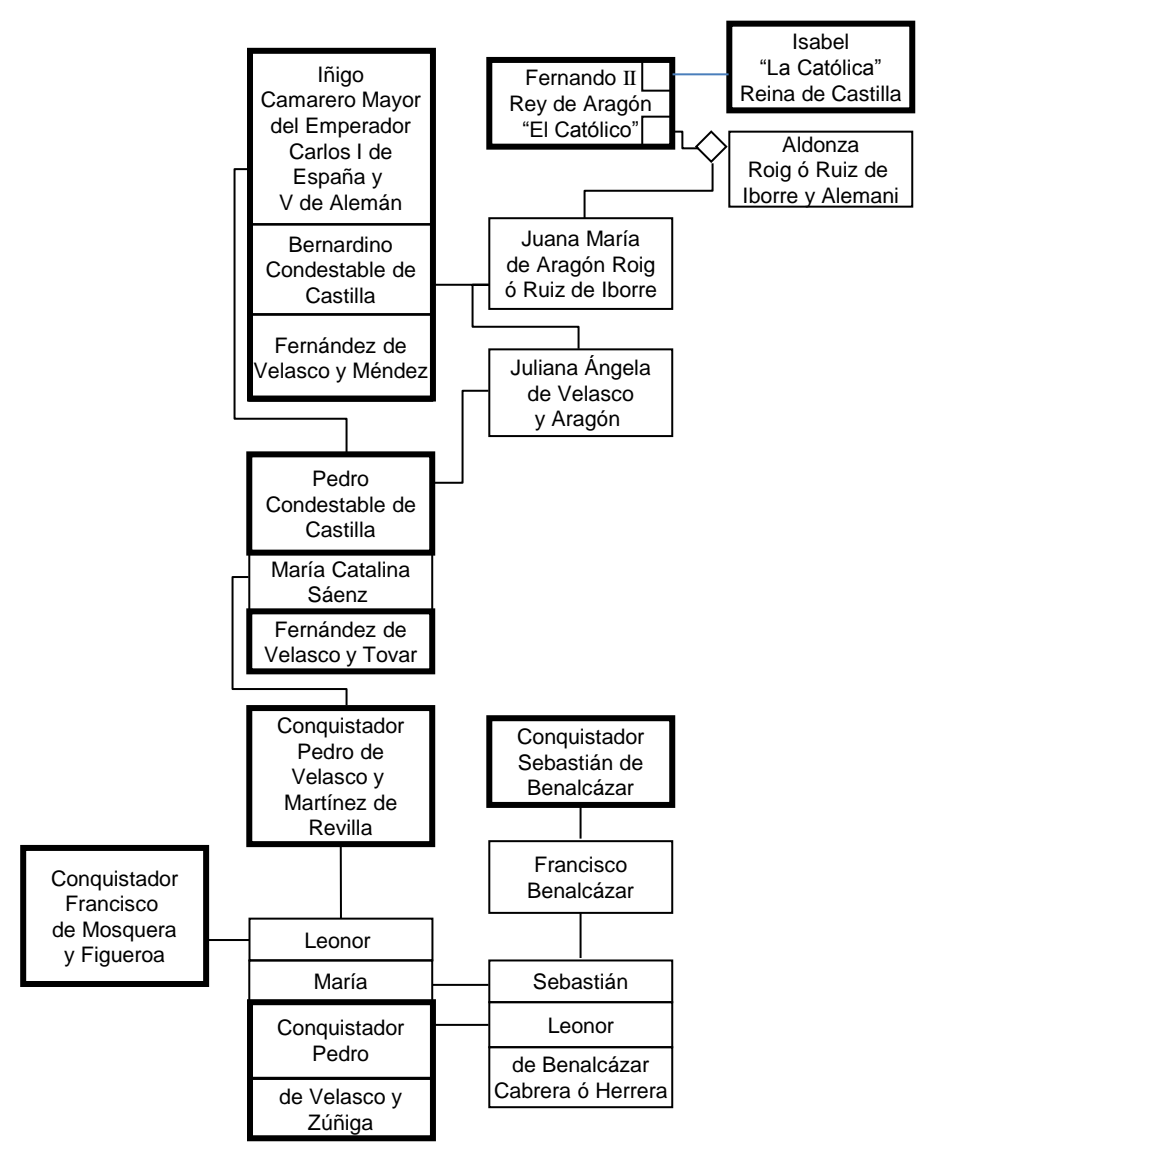 Isabel
“La Católica”
Reina de Castilla
Iñigo
Camarero Mayor
del Emperador
Carlos I de
España y
V de Alemán
Fernando II
Rey de Aragón
“El Católico”
Aldonza
Roig ó Ruiz de
Iborre y Alemani
Bernardino
Condestable de
Castilla
Juana María
de Aragón Roig
ó Ruiz de Iborre
Fernández de
Velasco y Méndez
Juliana Ángela
de Velasco
y Aragón
Pedro
Condestable de
Castilla
María Catalina
Sáenz
Fernández de
Velasco y Tovar
Conquistador
Pedro de
Velasco y
Martínez de
Revilla
Conquistador
Sebastián de
Benalcázar
Conquistador
Francisco
de Mosquera
y Figueroa
Francisco
Benalcázar
Leonor
María
Sebastián
Conquistador
Pedro
Leonor
de Velasco y
Zúñiga
de Benalcázar
Cabrera ó Herrera